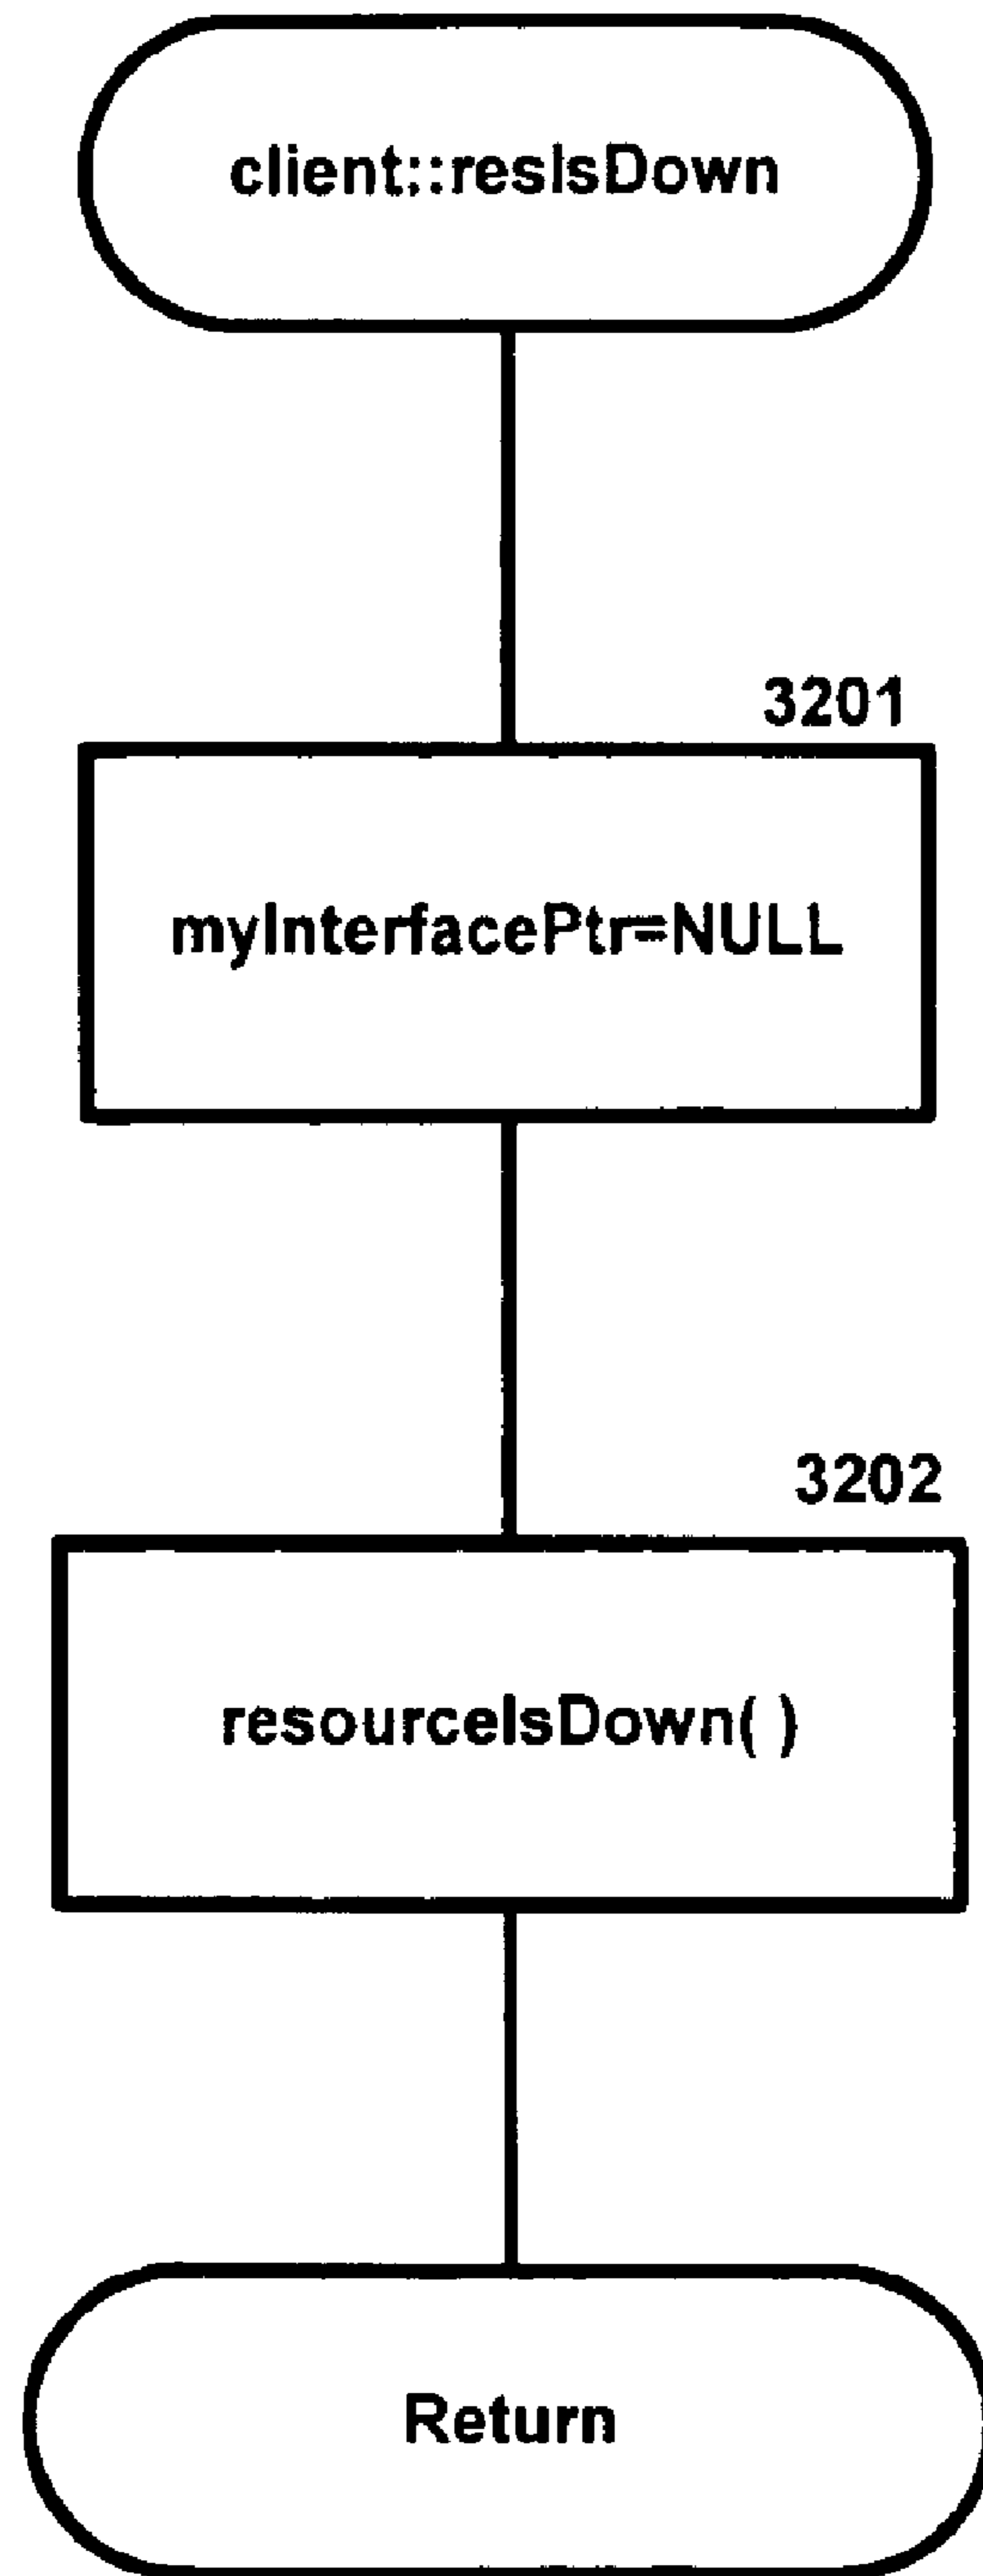 client::resIsDown
3201
myInterfacePtr=NULL
3202
resourceIsDown( )
Return